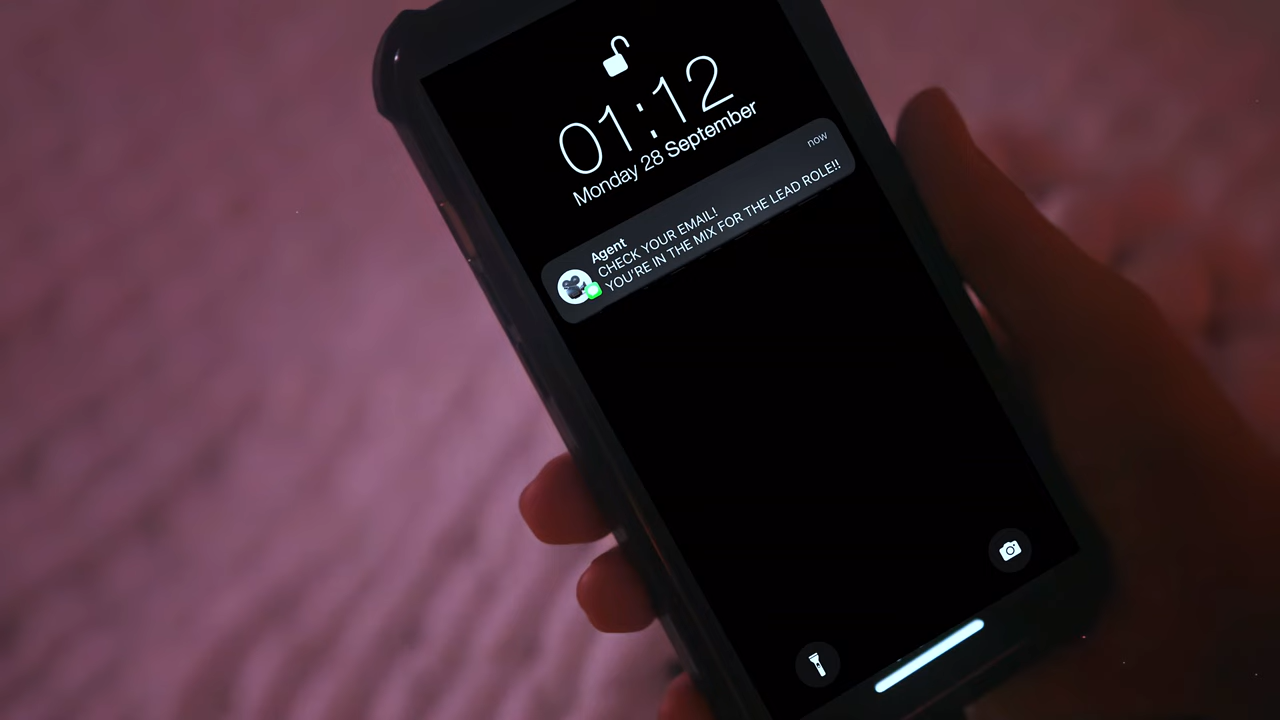 01:12
Monday 28 September
now
Agent
CHECK YOUR EMAIL!
YOU'RE IN THE MIX FOR THE LEAD ROLE!!